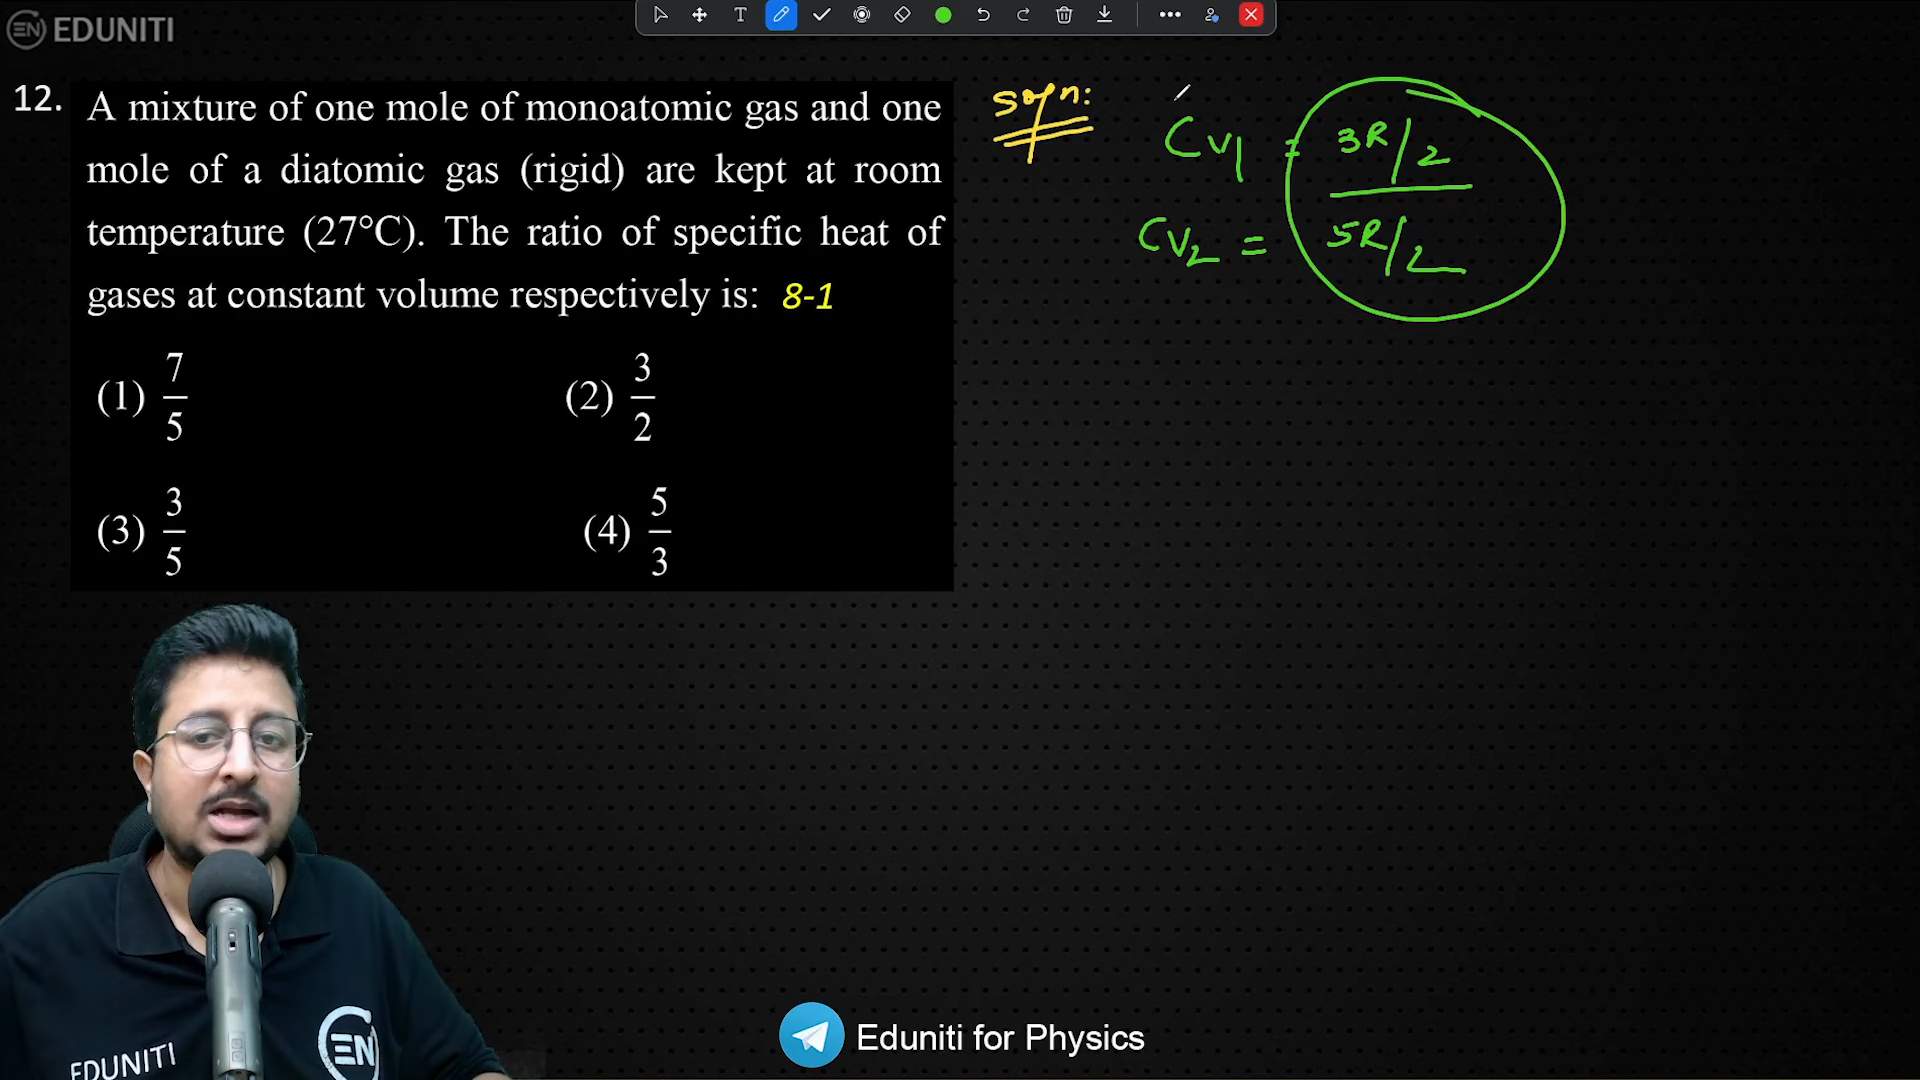 EN EDUNITI
T
12. A mixture of one mole of monoatomic gas and one
mole of a diatomic gas (rigid) are kept at room
temperature (27°C). The ratio of specific heat of
gases at constant volume respectively is: 8-1
(1) 7/5
(2) 3/2
(3) 3/5
(4) 5/3
Soln:
Cv1 = 3R/2
Cv2 = 5R/2
EDUNITI
EN
Eduniti for Physics